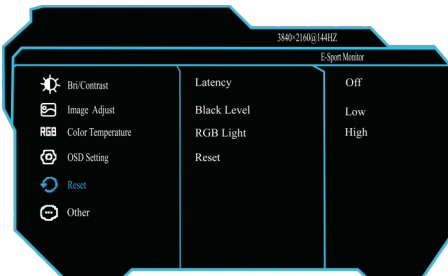 3840×2160@144HZ
E-Sport Monitor
Bri/Contrast
Image Adjust
RGB Color Temperature
OSD Setting
Reset
Other
Latency
Black Level
RGB Light
Reset
Off
Low
High